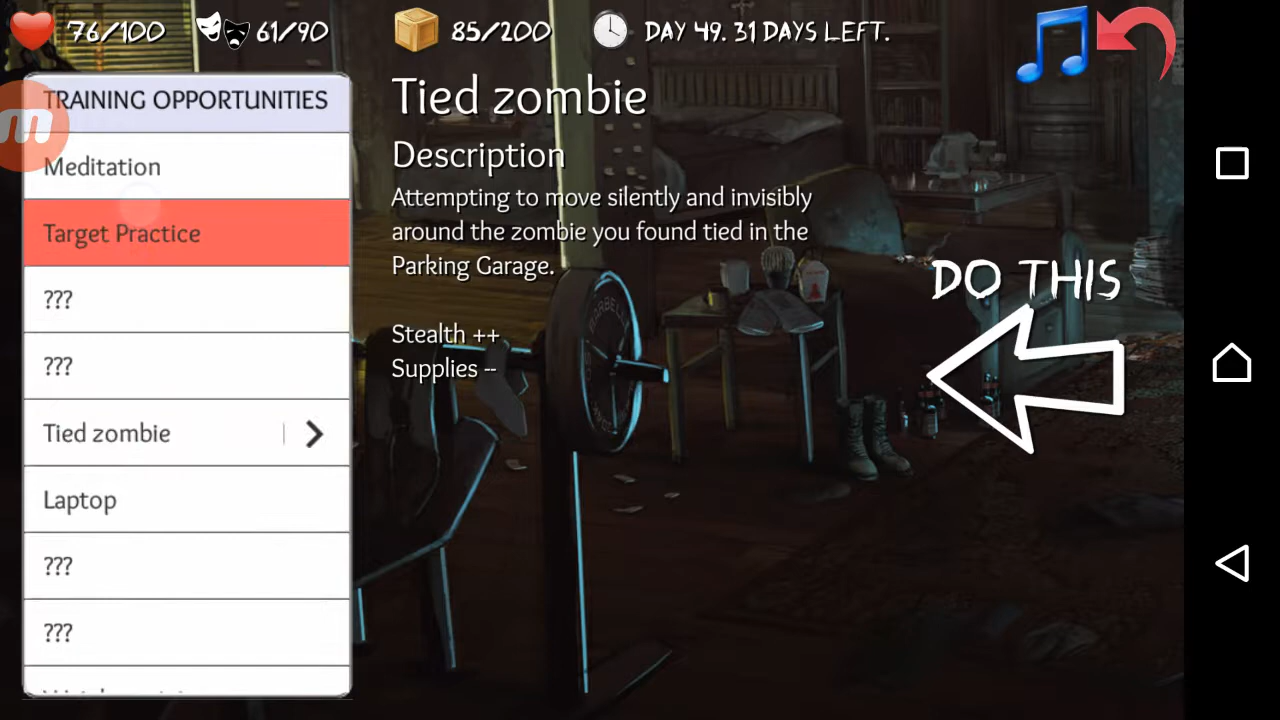 76/100 61/90 85/200 DAY 49. 31 DAYS LEFT.
TRAINING OPPORTUNITIES
Meditation
Target Practice
???
???
Tied zombie
Laptop
???
???
Tied zombie
Description
Attempting to move silently and invisibly
around the zombie you found tied in the
Parking Garage.
Stealth ++
Supplies --
DO THIS